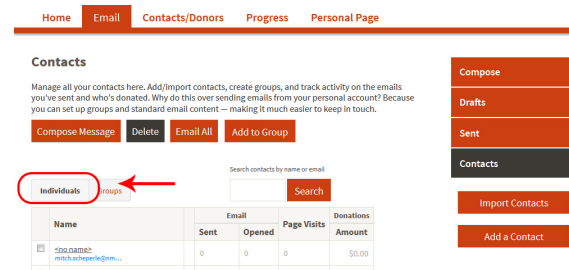 Home Email Contacts/Donors Progress Personal Page
Contacts
Manage all your contacts here. Add/import contacts, create groups, and track activity on the emails
you've sent and who's donated. Why do this over sending emails from your personal account? Because
you can set up groups and standard email content — making it much easier to keep in touch.
Compose Message Delete Email All Add to Group
Search contacts by name or email
Individuals Groups Search
Name Email Page Visits Donations
Sent Opened Amount
<no name> 0 0 0 $0.00
mitch.scheperle@nm...
Compose
Drafts
Sent
Contacts
Import Contacts
Add a Contact